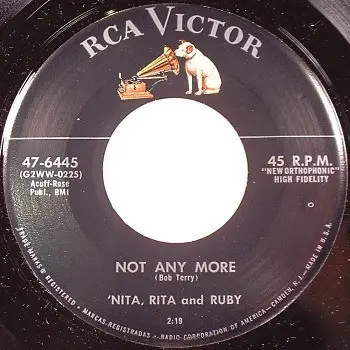 RCA VICTOR
47-6445
(G2WW-0225)
Acuff-Rose
Publ., BMI
45 R.P.M.
"NEW ORTHOPHONIC"
HIGH FIDELITY
NOT ANY MORE
(Bob Terry)
'NITA, RITA and RUBY
2:19
TRADE MARKS ® REGISTERED • MARCAS REGISTRADAS • RADIO CORPORATION OF AMERICA — CAMDEN, N. J. — MADE IN U.S.A.